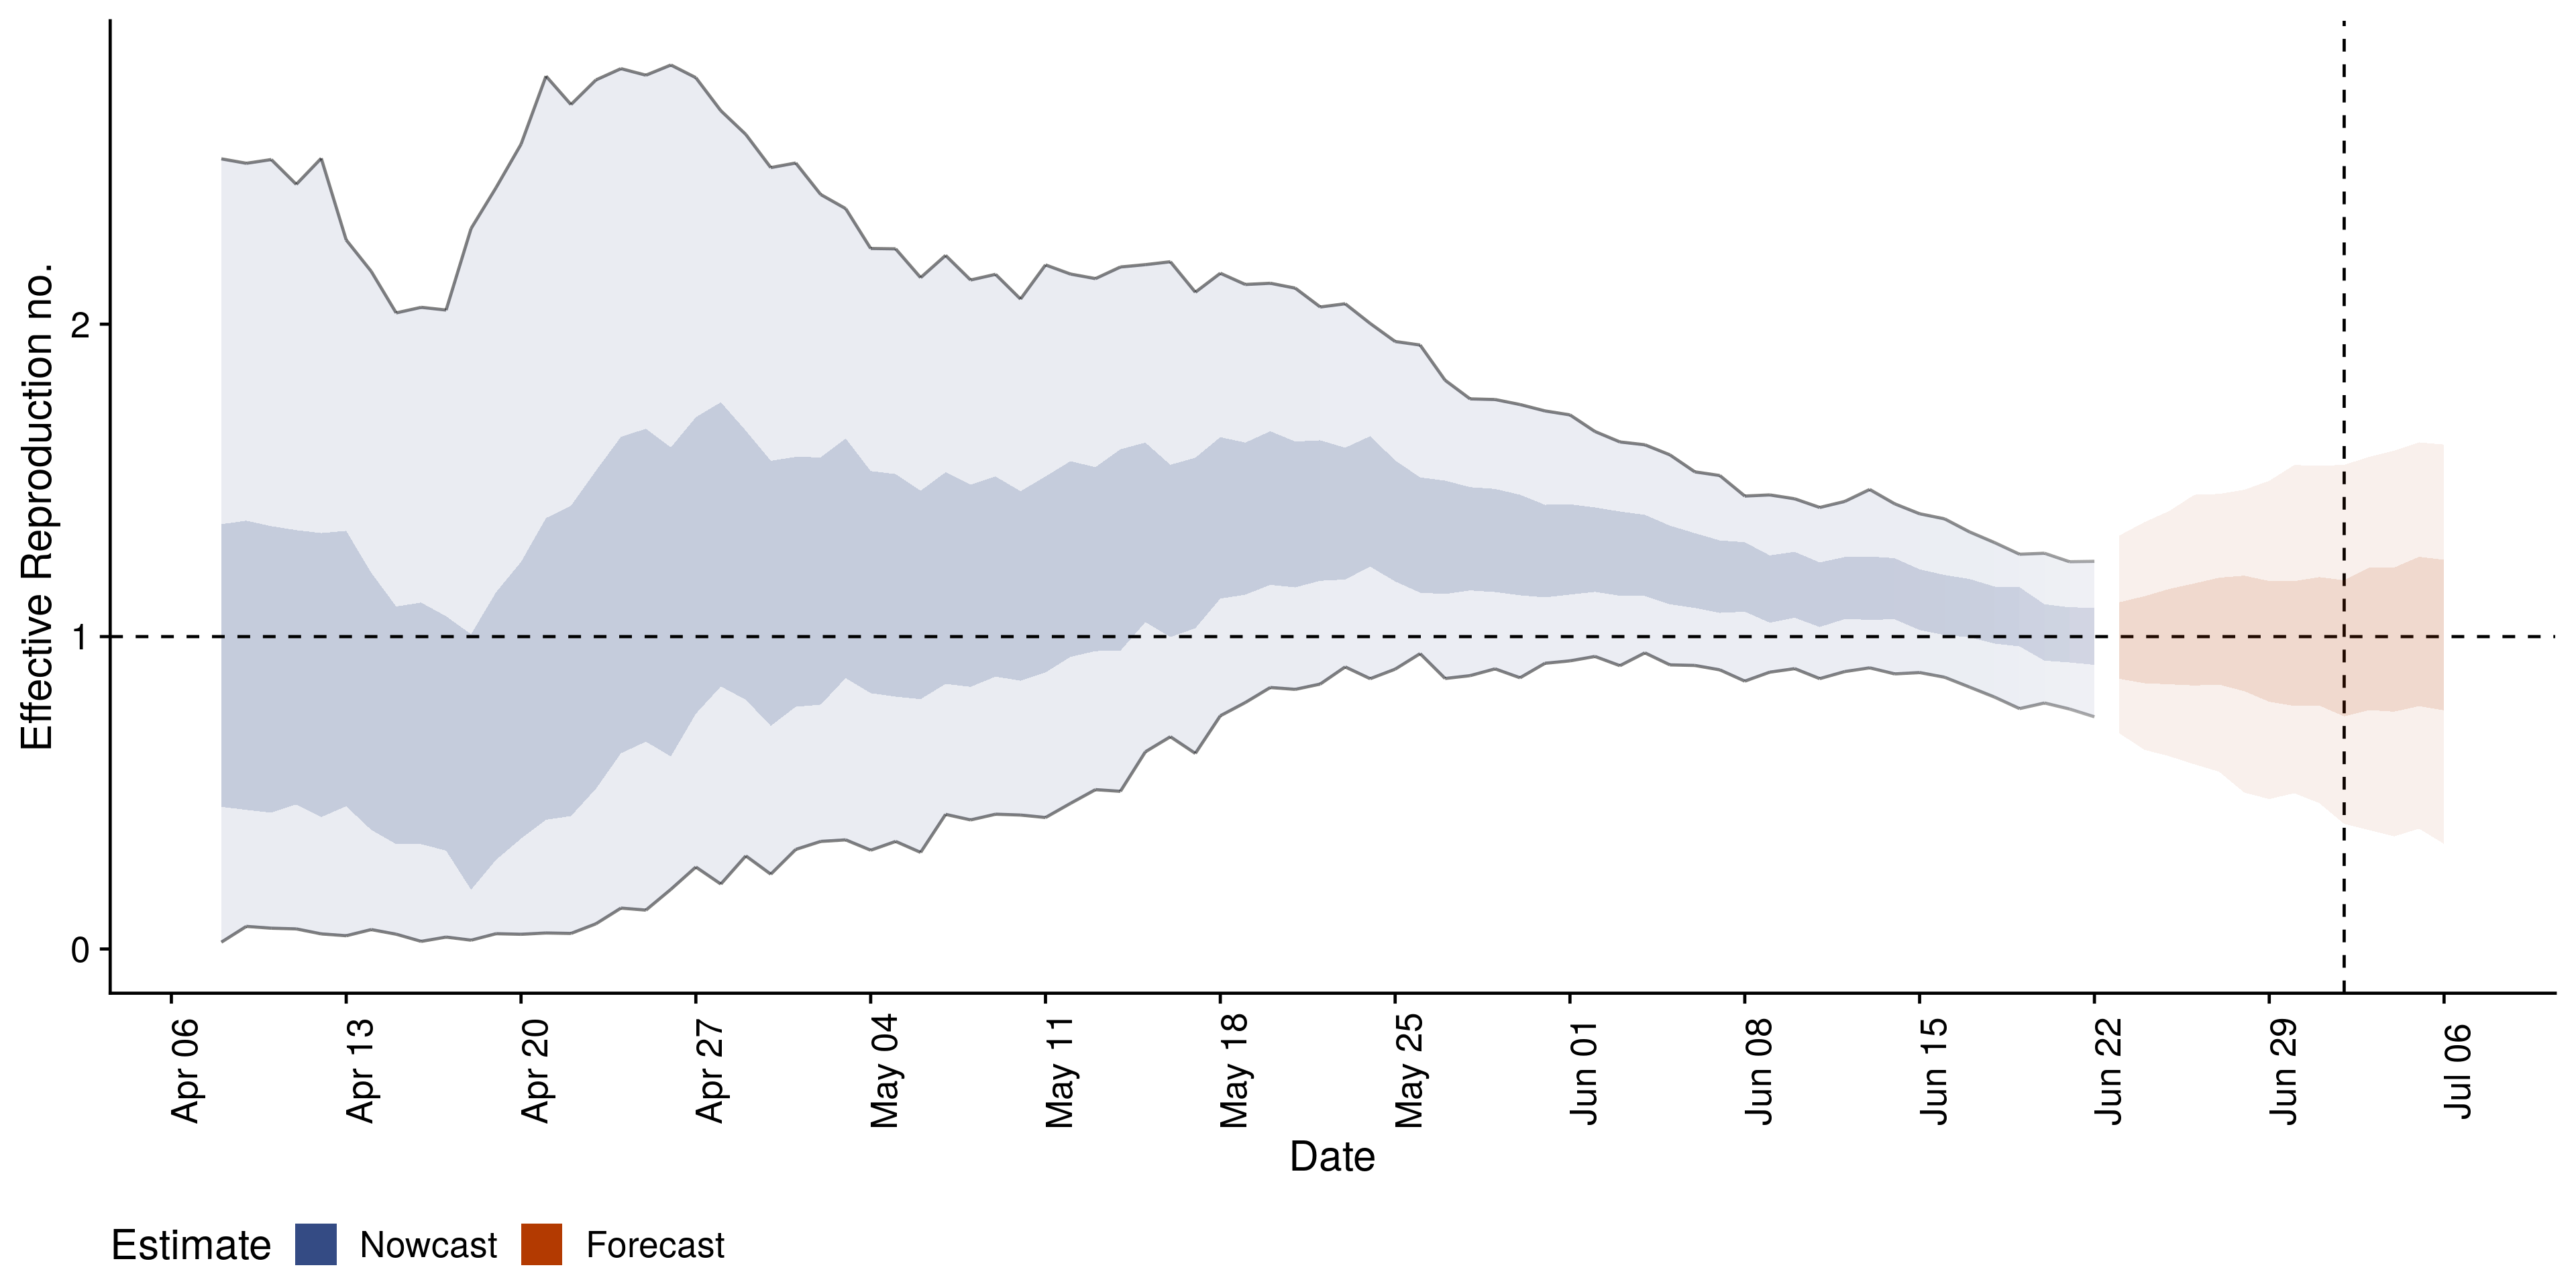 Effective Reproduction no.
2
1
0
Apr 06
Apr 13
Apr 20
Apr 27
May 04
May 11
May 18
May 25
Jun 01
Jun 08
Jun 15
Jun 22
Jun 29
Jul 06
Date
Estimate Nowcast Forecast